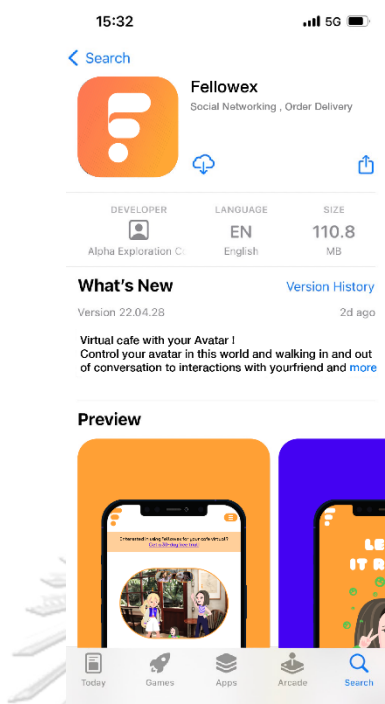 15:32
5G
Search
Fellowex
Social Networking , Order Delivery
DEVELOPER
LANGUAGE
SIZE
EN
110.8
Alpha Exploration C
English
MB
What's New
Version History
Version 22.04.28
2d ago
Virtual cafe with your Avatar !
Control your avatar in this world and walking in and out
of conversation to interactions with yourfriend and more
Preview
LE
IT R
Today
Games
Apps
Arcade
Search